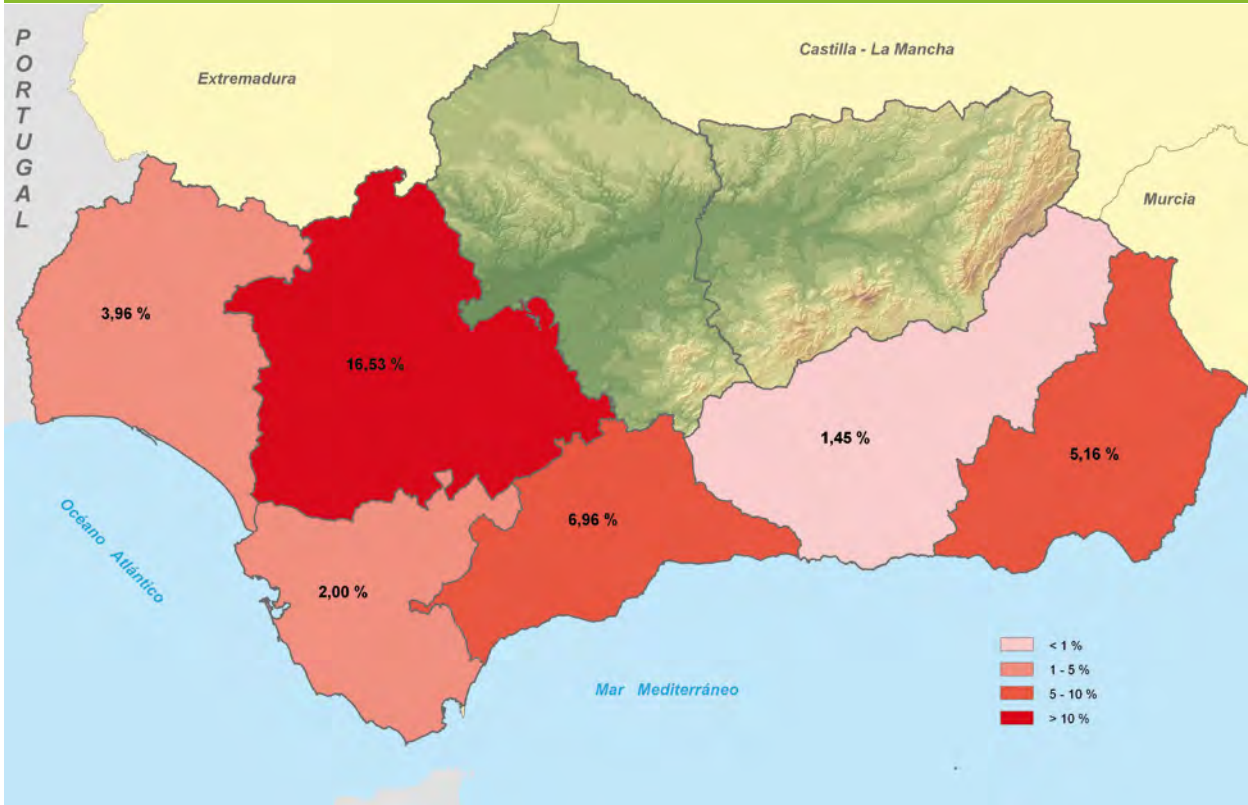 PORTUGAL
Extremadura
Castilla - La Mancha
Murcia
3,96 %
16,53 %
1,45 %
5,16 %
6,96 %
2,00 %
Océano Atlántico
Mar Mediterráneo
< 1 %
1 - 5 %
5 - 10 %
> 10 %